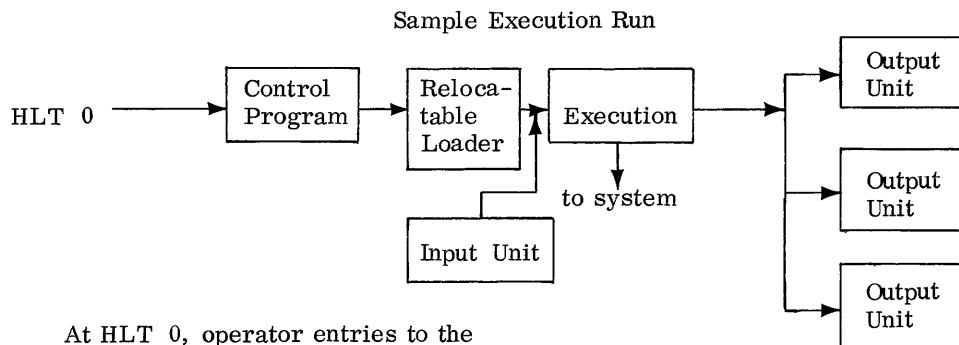 Sample Execution Run
HLT 0
Control
Program
Reloca-
table
Loader
Execution
Output
Unit
to system
Output
Unit
Input Unit
Output
Unit
At HLT 0, operator entries to the